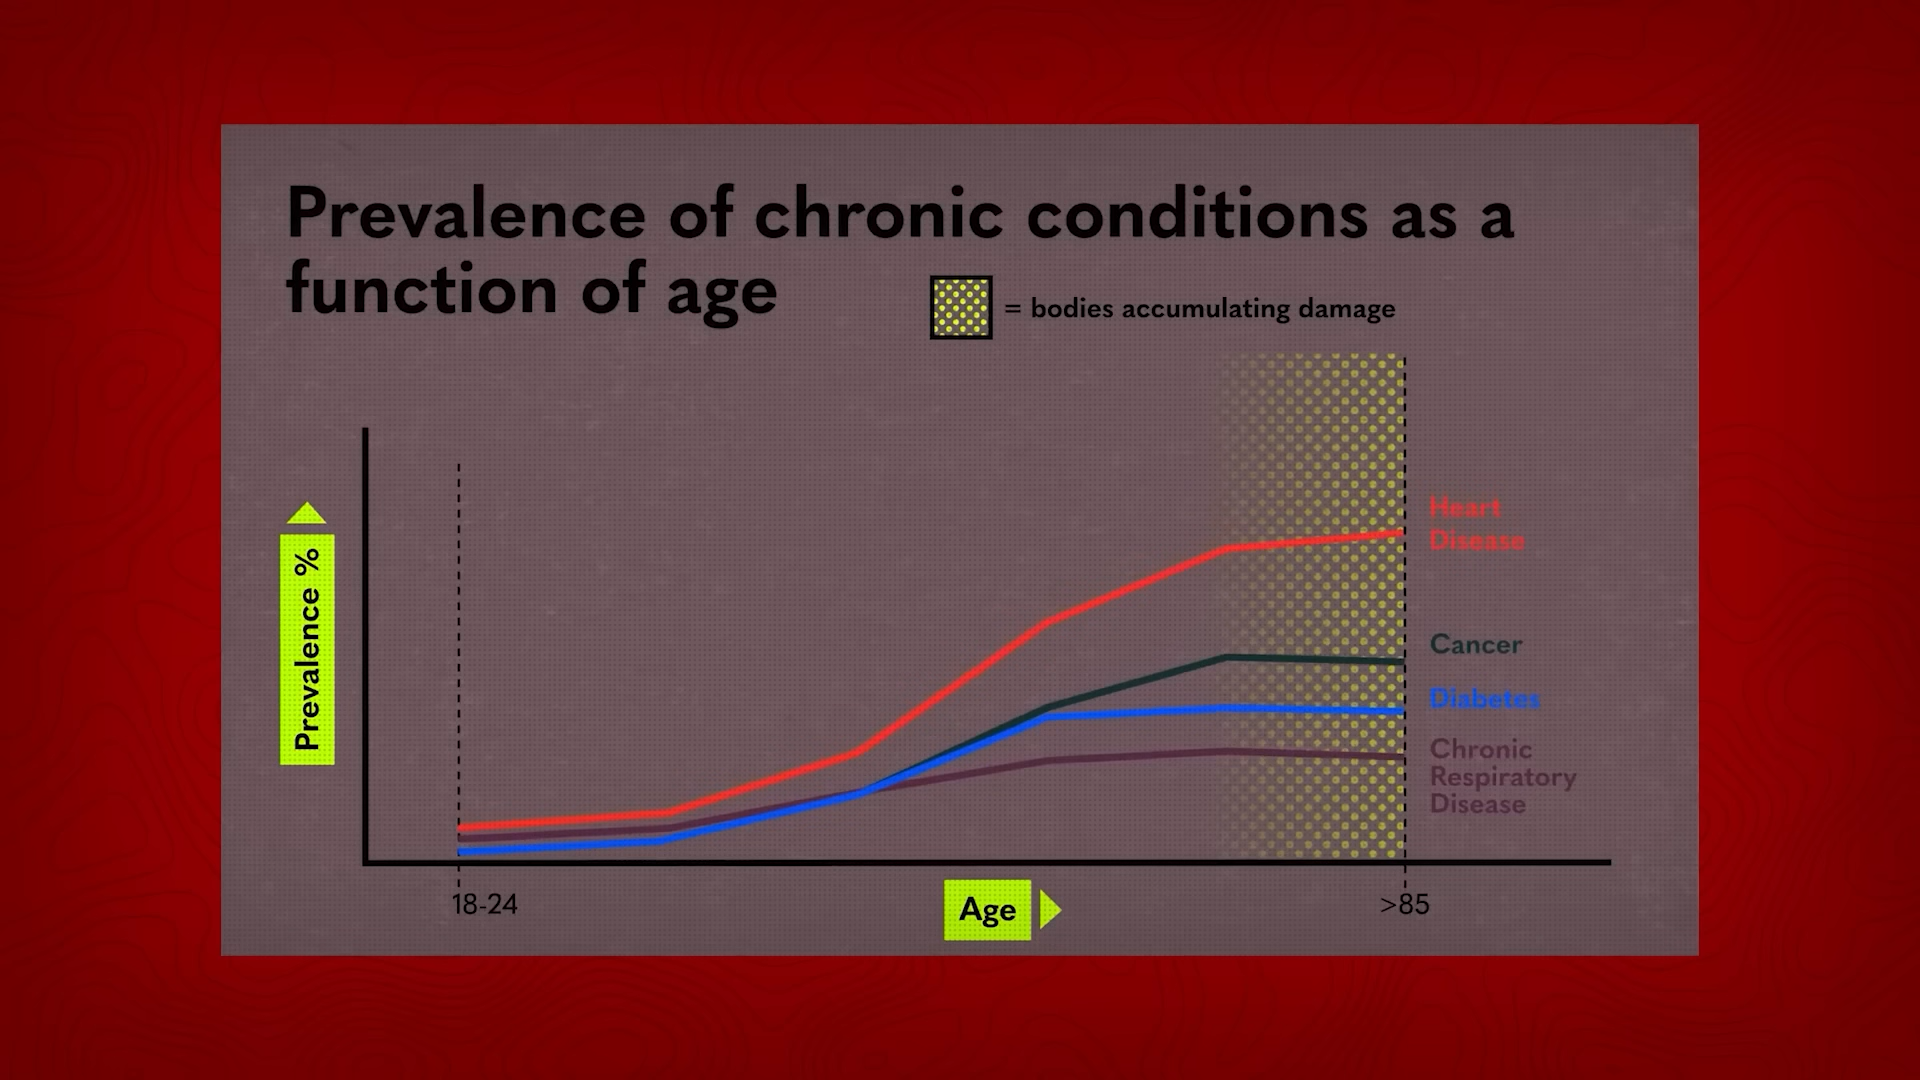 Prevalence of chronic conditions as a
function of age
= bodies accumulating damage
Prevalence %
Heart
Disease
Cancer
Diabetes
Chronic
Respiratory
Disease
18-24
Age
>85